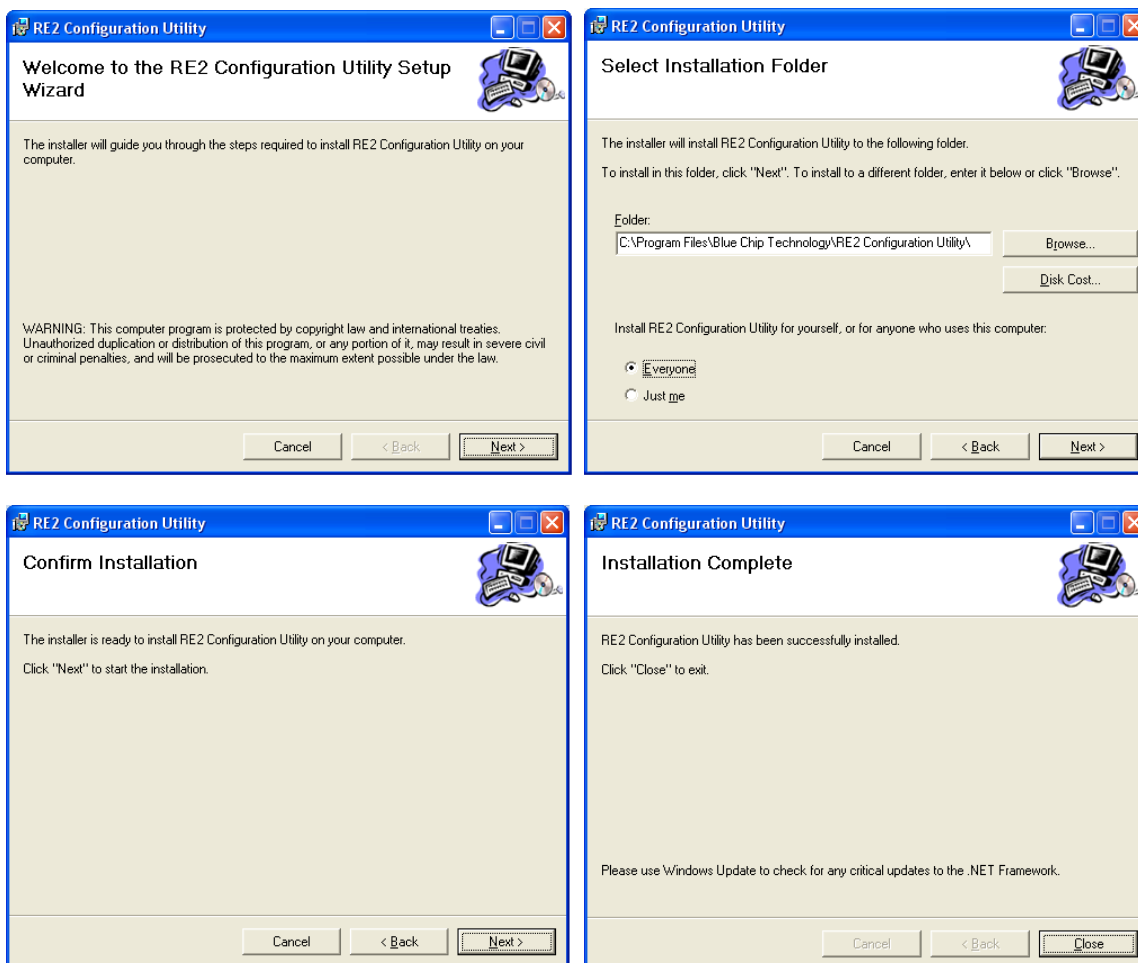 RE2 Configuration Utility
Welcome to the RE2 Configuration Utility Setup
Wizard
The installer will guide you through the steps required to install RE2 Configuration Utility on your
computer.
WARNING: This computer program is protected by copyright law and international treaties.
Unauthorized duplication or distribution of this program, or any portion of it, may result in severe civil
or criminal penalties, and will be prosecuted to the maximum extent possible under the law.
Cancel < Back Next >
RE2 Configuration Utility
Select Installation Folder
The installer will install RE2 Configuration Utility to the following folder.
To install in this folder, click "Next". To install to a different folder, enter it below or click "Browse".
Folder:
C:\Program Files\Blue Chip Technology\RE2 Configuration Utility\ Browse...
Disk Cost...
Install RE2 Configuration Utility for yourself, or for anyone who uses this computer:
Everyone
Just me
Cancel < Back Next >
RE2 Configuration Utility
Confirm Installation
The installer is ready to install RE2 Configuration Utility on your computer.
Click "Next" to start the installation.
Cancel < Back Next >
RE2 Configuration Utility
Installation Complete
RE2 Configuration Utility has been successfully installed.
Click "Close" to exit.
Please use Windows Update to check for any critical updates to the .NET Framework.
Cancel < Back Close